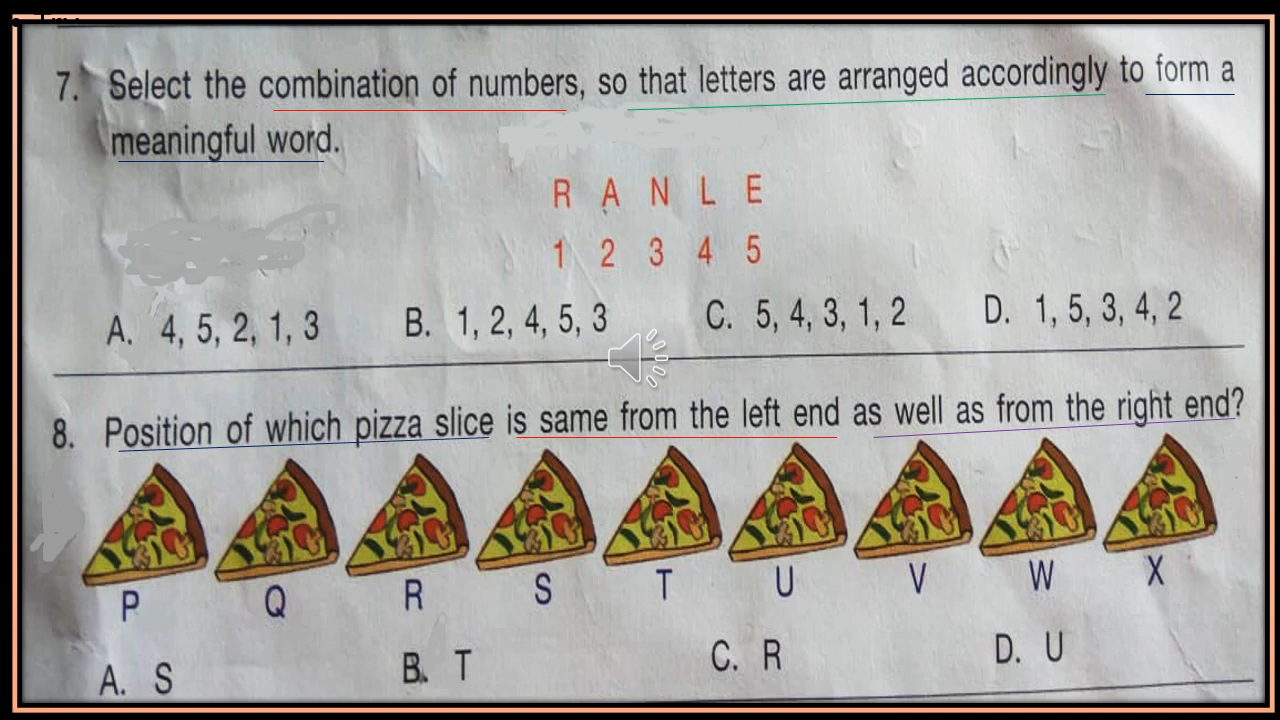 7. Select the combination of numbers, so that letters are arranged accordingly to form a
meaningful word.
R A N L E
1 2 3 4 5
A. 4, 5, 2, 1, 3 B. 1, 2, 4, 5, 3 C. 5, 4, 3, 1, 2 D. 1, 5, 3, 4, 2
8. Position of which pizza slice is same from the left end as well as from the right end?
P Q R S T U V W X
A. S B. T C. R D. U